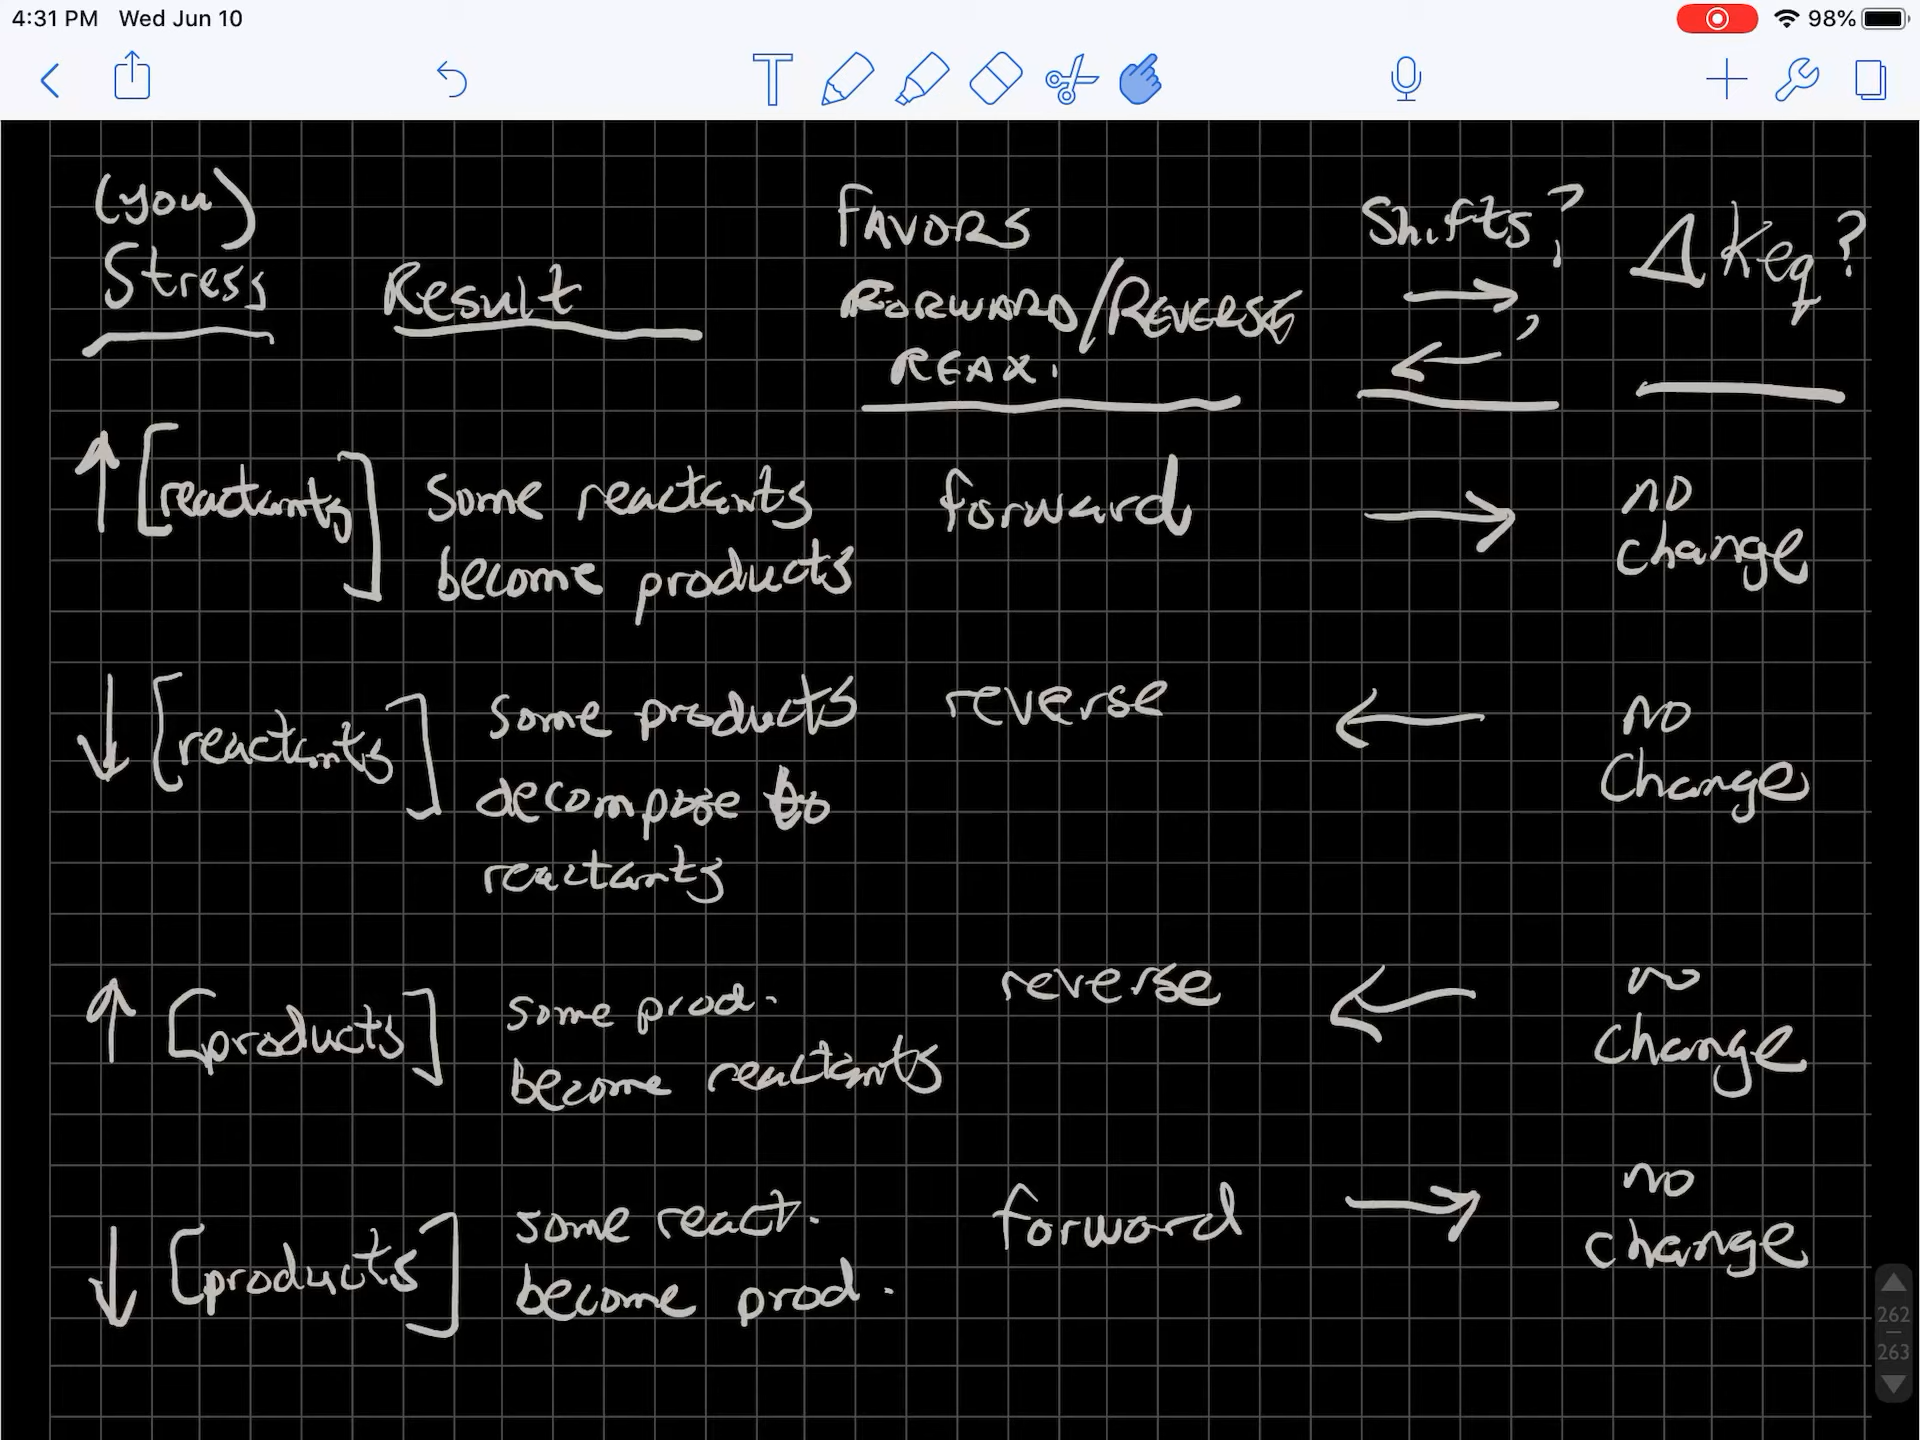 4:31 PM Wed Jun 10
98%
(you)
Stress
Result
FAVORS
FORWARD/REVERSE
REAX.
Shifts?
→,
←
Δ Keq?
↑ [reactants]
some reactants
become products
forward
→
no
change
↓ [reactants]
some products
decompose to
reactants
reverse
←
no
change
↑ [products]
some prod.
become reactants
reverse
←
no
change
↓ [products]
some react.
become prod.
forward
→
no
change
262
263